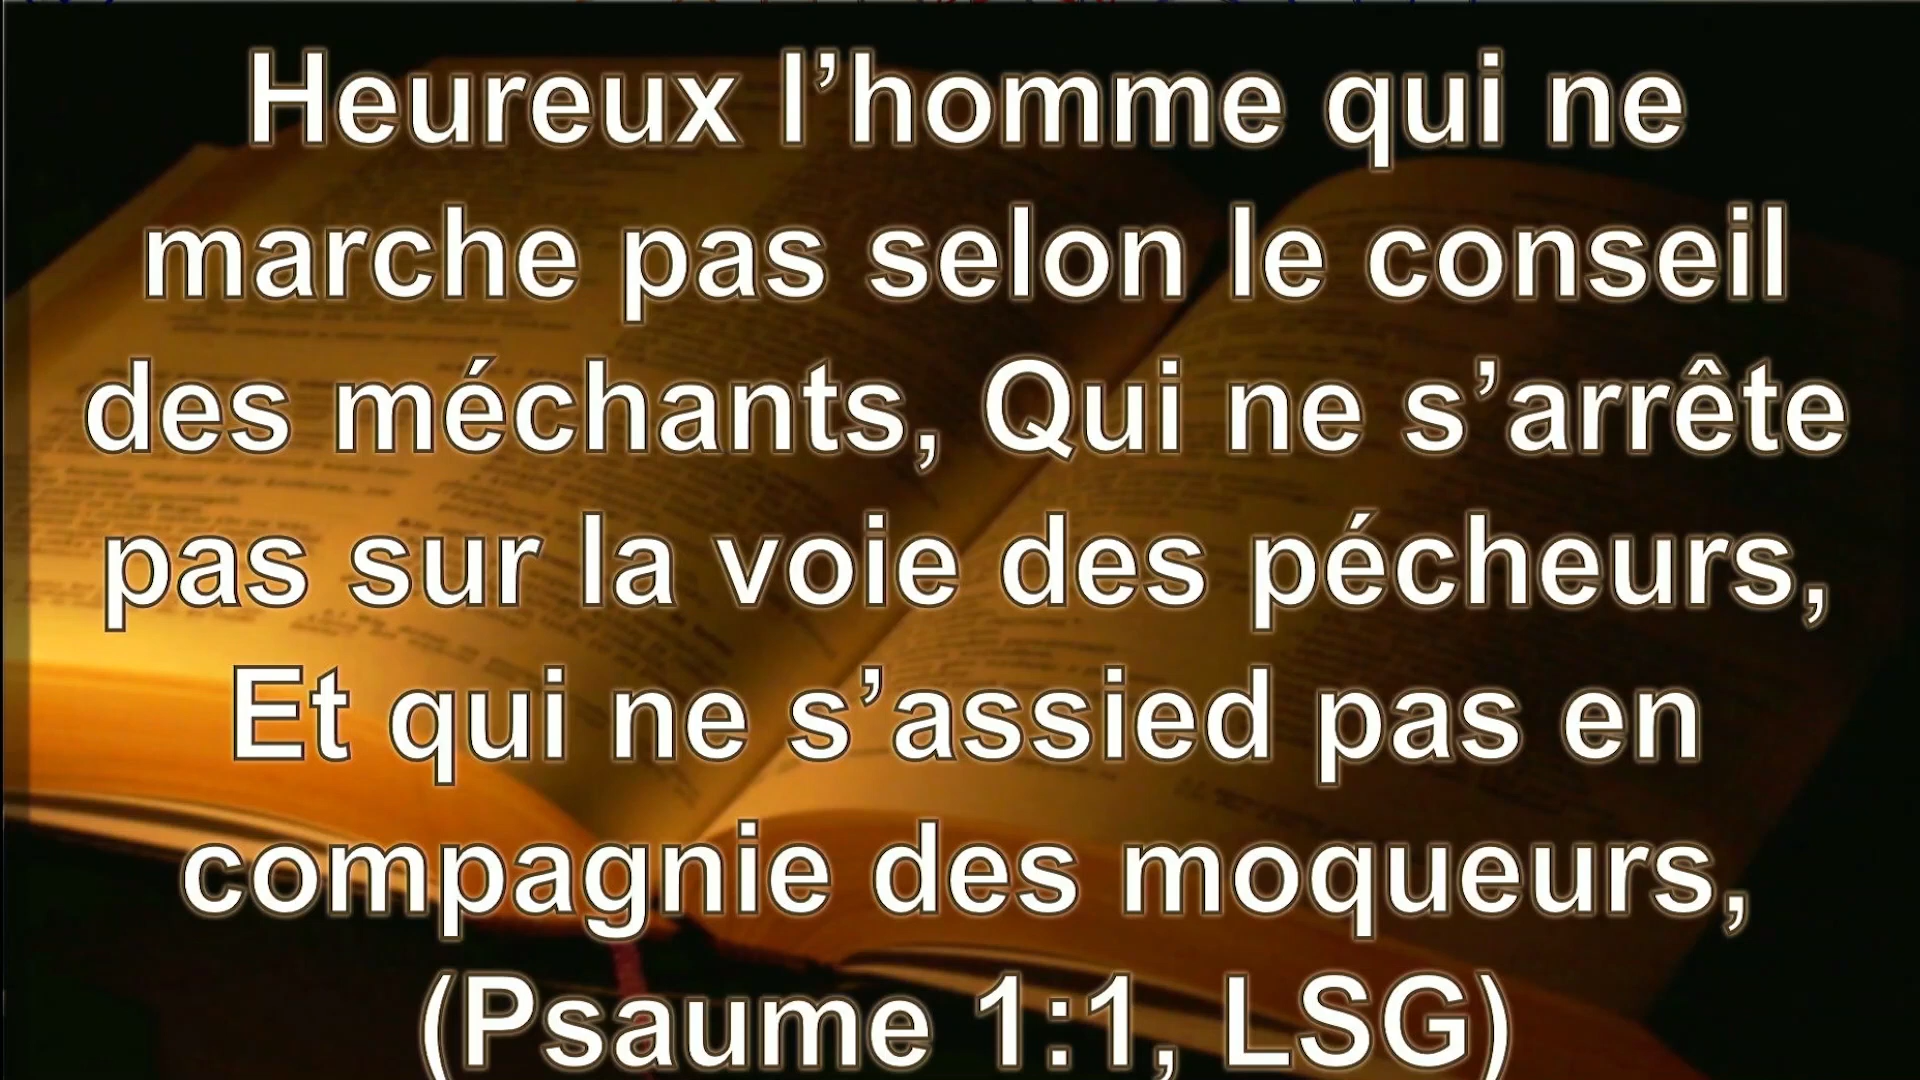 Heureux l’homme qui ne
marche pas selon le conseil
des méchants, Qui ne s’arrête
pas sur la voie des pécheurs,
Et qui ne s’assied pas en
compagnie des moqueurs,
(Psaume 1:1, LSG)